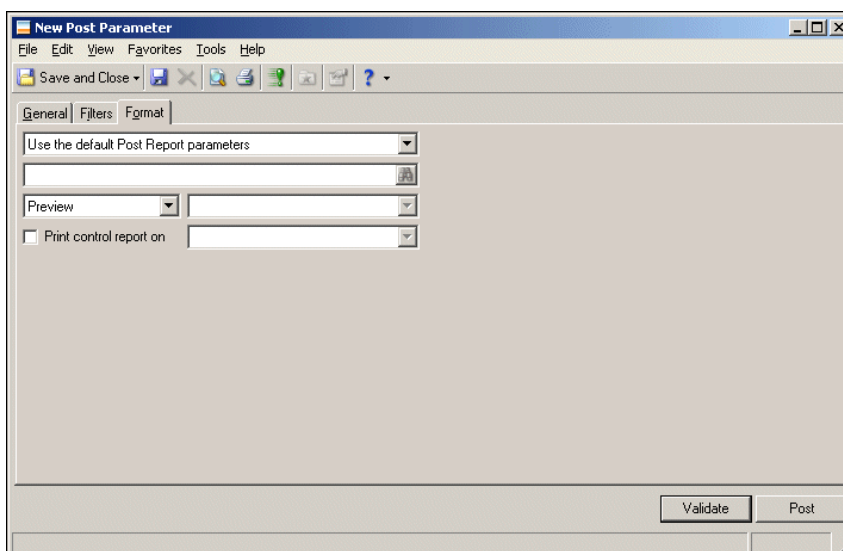 New Post Parameter
File Edit View Favorites Tools Help
Save and Close
General Filters Format
Use the default Post Report parameters
Preview
Print control report on
Validate Post